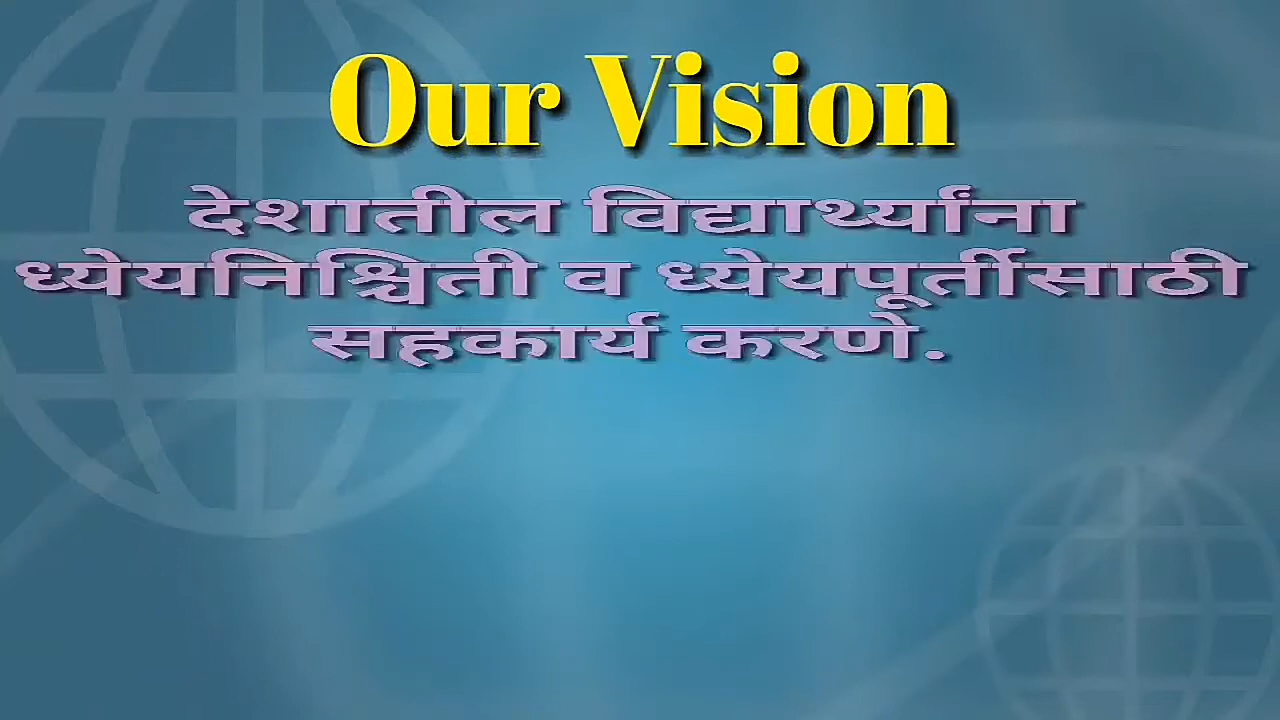 Our Vision
देशातील विद्यार्थ्यांना
ध्येयनिश्चिती व ध्येयपूर्तीसाठी
सहकार्य करणे.